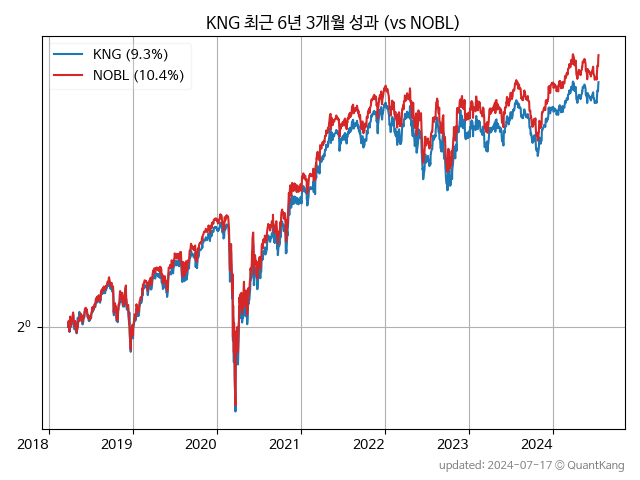 KNG 최근 6년 3개월 성과 (vs NOBL)
KNG (9.3%)
NOBL (10.4%)
2⁰
2018 2019 2020 2021 2022 2023 2024
updated: 2024-07-17 © QuantKang